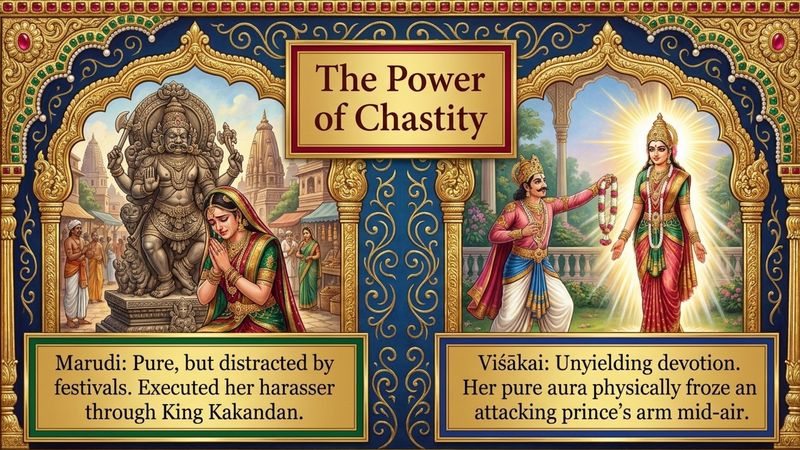 The Power
of Chastity
Marudi: Pure, but distracted by
festivals. Executed her harasser
through King Kakandan.
Viśākai: Unyielding devotion.
Her pure aura physically froze an
attacking prince's arm mid-air.